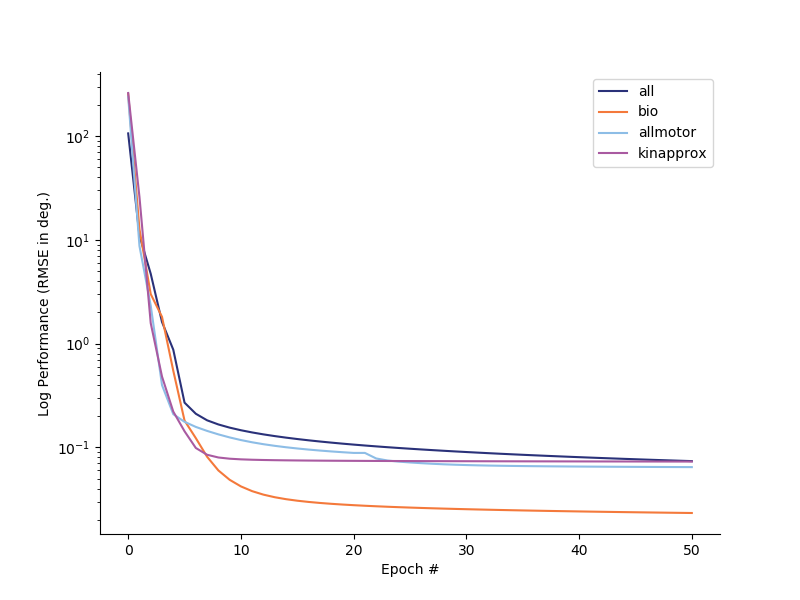 all
bio
allmotor
kinapprox
Log Performance (RMSE in deg.)
10²
10¹
10⁰
10⁻¹
0 10 20 30 40 50
Epoch #